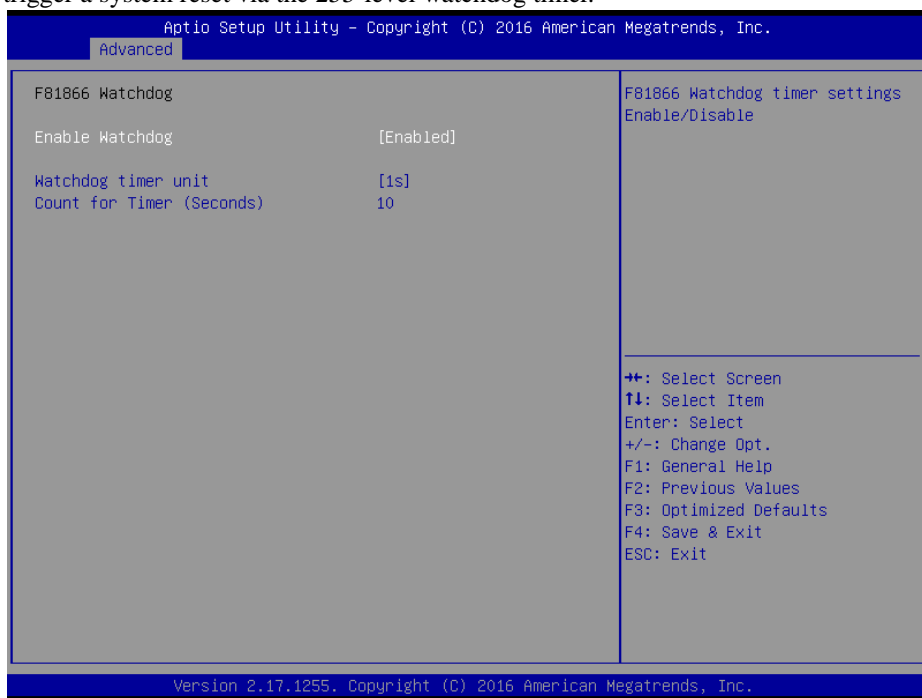 trigger a system reset via the 255-level watchdog timer.
Aptio Setup Utility – Copyright (C) 2016 American Megatrends, Inc.
Advanced
F81866 Watchdog
Enable Watchdog [Enabled]
Watchdog timer unit [1s]
Count for Timer (Seconds) 10
F81866 Watchdog timer settings
Enable/Disable
→←: Select Screen
↑↓: Select Item
Enter: Select
+/-: Change Opt.
F1: General Help
F2: Previous Values
F3: Optimized Defaults
F4: Save & Exit
ESC: Exit
Version 2.17.1255. Copyright (C) 2016 American Megatrends, Inc.